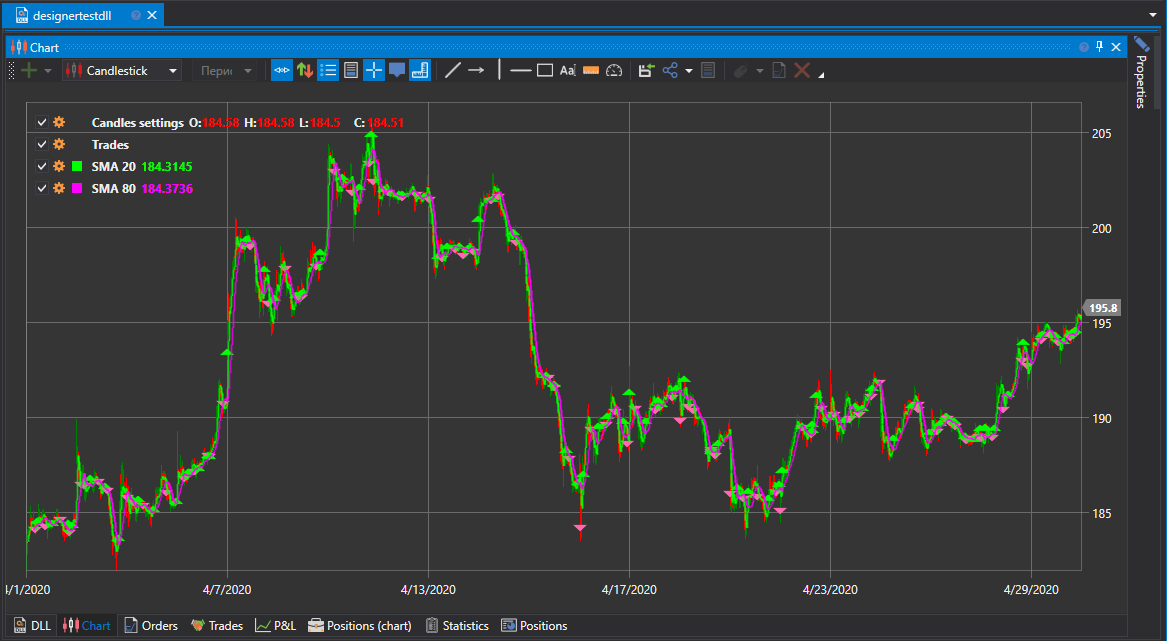 designertestdll
Chart
Properties
Candlestick
Пери
Aa
Candles settings O:184.58 H:184.58 L:184.5 C:184.51
Trades
SMA 20 184.3145
SMA 80 184.3736
205
200
195.8
195
190
185
4/1/2020 4/7/2020 4/13/2020 4/17/2020 4/23/2020 4/29/2020
DLL Chart Orders Trades P&L Positions (chart) Statistics Positions